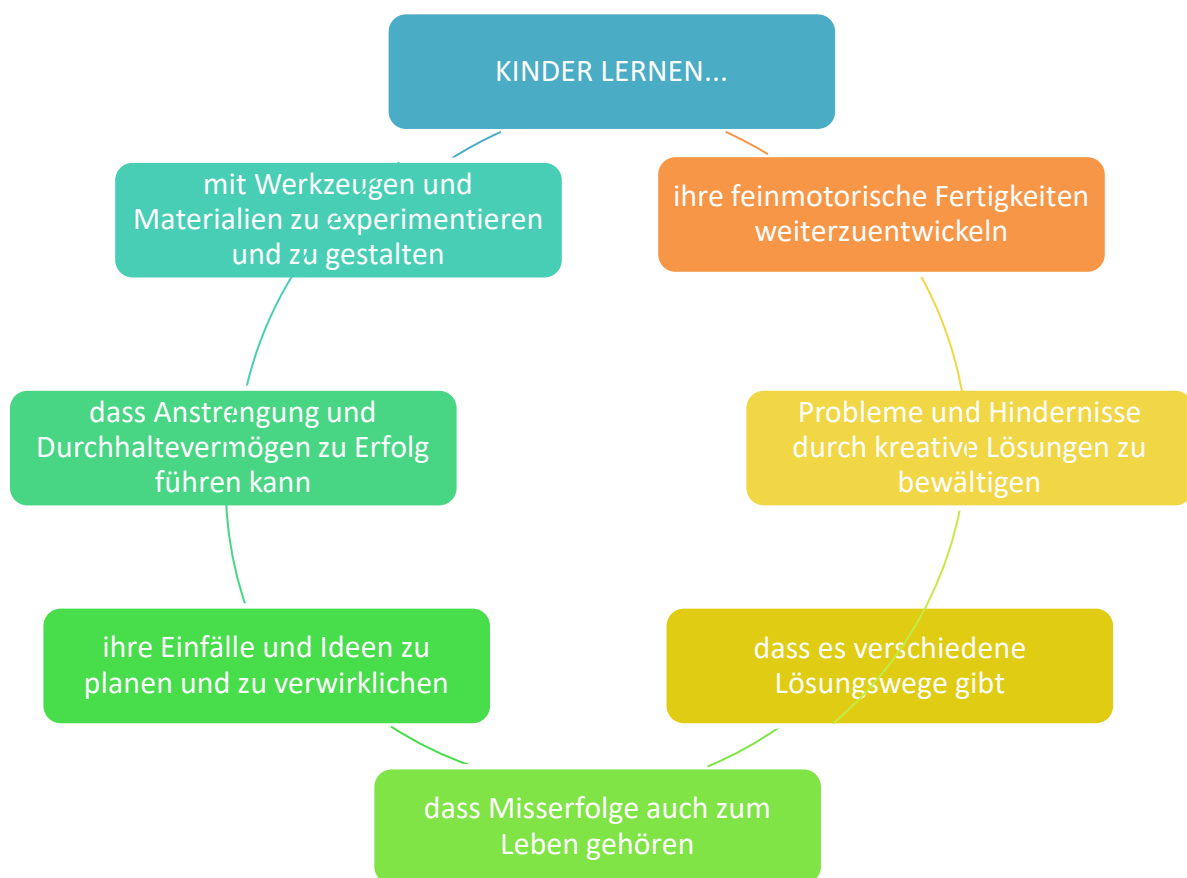 KINDER LERNEN...
ihre feinmotorische Fertigkeiten
weiterzuentwickeln
Probleme und Hindernisse
durch kreative Lösungen zu
bewältigen
dass es verschiedene
Lösungswege gibt
dass Misserfolge auch zum
Leben gehören
ihre Einfälle und Ideen zu
planen und zu verwirklichen
dass Anstrengung und
Durchhaltevermögen zu Erfolg
führen kann
mit Werkzeugen und
Materialien zu experimentieren
und zu gestalten